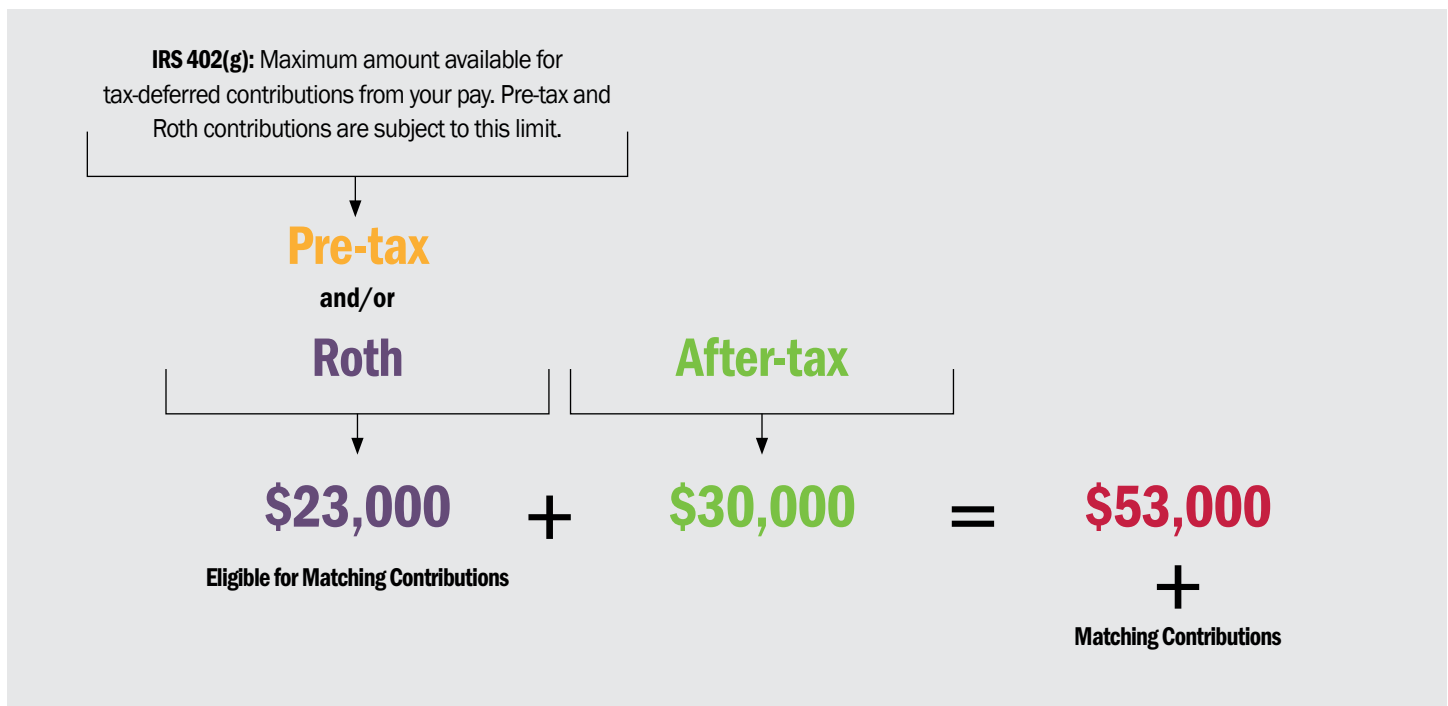 IRS 402(g): Maximum amount available for
tax-deferred contributions from your pay. Pre-tax and
Roth contributions are subject to this limit.
Pre-tax
and/or
Roth
After-tax
$23,000 + $30,000 = $53,000
Eligible for Matching Contributions
+
Matching Contributions